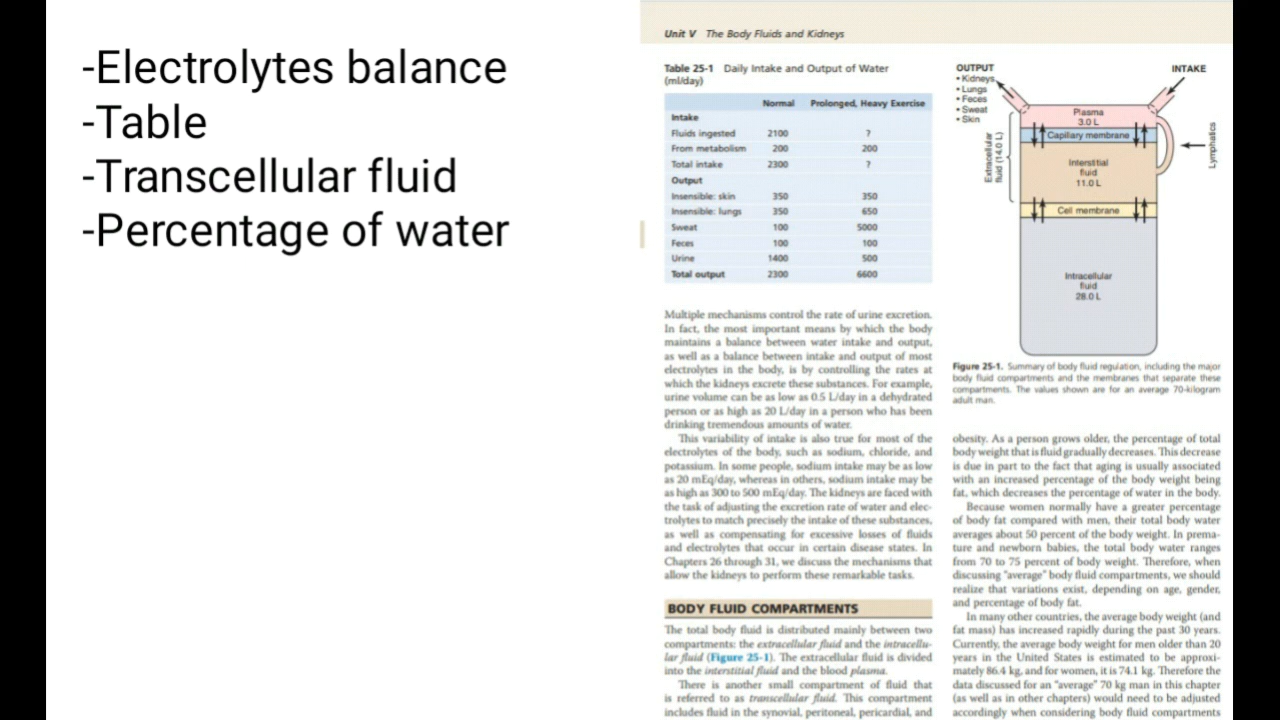 -Electrolytes balance
-Table
-Transcellular fluid
-Percentage of water
Unit V The Body Fluids and Kidneys
Table 25-1 Daily Intake and Output of Water
(ml/day)
Normal Prolonged, Heavy Exercise
Intake
Fluids ingested 2100 ?
From metabolism 200 200
Total intake 2300 ?
Output
Insensible: skin 350 350
Insensible: lungs 350 650
Sweat 100 5000
Feces 100 100
Urine 1400 500
Total output 2300 6600
Multiple mechanisms control the rate of urine excretion.
In fact, the most important means by which the body
maintains a balance between water intake and output,
as well as a balance between intake and output of most
electrolytes in the body, is by controlling the rates at
which the kidneys excrete these substances. For example,
urine volume can be as low as 0.5 L/day in a dehydrated
person or as high as 20 L/day in a person who has been
drinking tremendous amounts of water.
This variability of intake is also true for most of the
electrolytes of the body, such as sodium, chloride, and
potassium. In some people, sodium intake may be as low
as 20 mEq/day, whereas in others, sodium intake may be
as high as 300 to 500 mEq/day. The kidneys are faced with
the task of adjusting the excretion rate of water and elec-
trolytes to match precisely the intake of these substances,
as well as compensating for excessive losses of fluids
and electrolytes that occur in certain disease states. In
Chapters 26 through 31, we discuss the mechanisms that
allow the kidneys to perform these remarkable tasks.
BODY FLUID COMPARTMENTS
The total body fluid is distributed mainly between two
compartments: the extracellular fluid and the intracellu-
lar fluid (Figure 25-1). The extracellular fluid is divided
into the interstitial fluid and the blood plasma.
There is another small compartment of fluid that
is referred to as transcellular fluid. This compartment
includes fluid in the synovial, peritoneal, pericardial, and
OUTPUT
• Kidneys
• Lungs
• Feces
• Sweat
• Skin
INTAKE
Plasma
3.0 L
Capillary membrane
Interstitial
fluid
11.0 L
Extracellular
fluid (14.0 L)
Lymphatics
Cell membrane
Intracellular
fluid
28.0 L
Figure 25-1. Summary of body fluid regulation, including the major
body fluid compartments and the membranes that separate these
compartments. The values shown are for an average 70-kilogram
adult man.
obesity. As a person grows older, the percentage of total
body weight that is fluid gradually decreases. This decrease
is due in part to the fact that aging is usually associated
with an increased percentage of the body weight being
fat, which decreases the percentage of water in the body.
Because women normally have a greater percentage
of body fat compared with men, their total body water
averages about 50 percent of the body weight. In prema-
ture and newborn babies, the total body water ranges
from 70 to 75 percent of body weight. Therefore, when
discussing "average" body fluid compartments, we should
realize that variations exist, depending on age, gender,
and percentage of body fat.
In many other countries, the average body weight (and
fat mass) has increased rapidly during the past 30 years.
Currently, the average body weight for men older than 20
years in the United States is estimated to be approxi-
mately 86.4 kg, and for women, it is 74.1 kg. Therefore the
data discussed for an "average" 70 kg man in this chapter
(as well as in other chapters) would need to be adjusted
accordingly when considering body fluid compartments